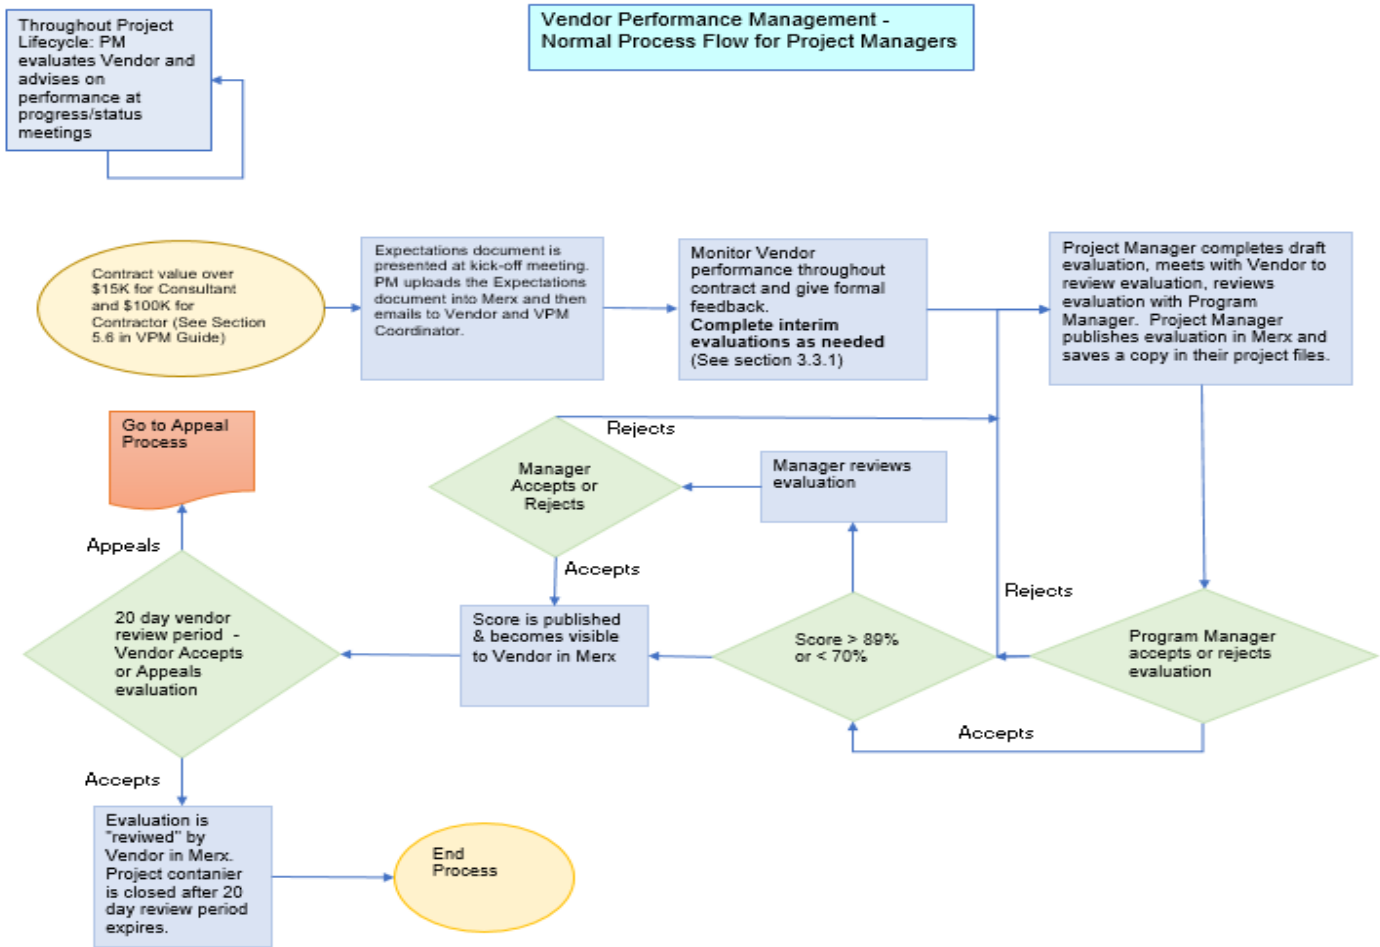 Throughout Project
Lifecycle: PM
evaluates Vendor and
advises on
performance at
progress/status
meetings
Vendor Performance Management -
Normal Process Flow for Project Managers
Contract value over
$15K for Consultant
and $100K for
Contractor (See Section
5.6 in VPM Guide)
Expectations document is
presented at kick-off meeting.
PM uploads the Expectations
document into Merx and then
emails to Vendor and VPM
Coordinator.
Monitor Vendor
performance throughout
contract and give formal
feedback.
Complete interim
evaluations as needed
(See section 3.3.1)
Project Manager completes draft
evaluation, meets with Vendor to
review evaluation, reviews
evaluation with Program
Manager. Project Manager
publishes evaluation in Merx and
saves a copy in their project files.
Go to Appeal
Process
Rejects
Manager
Accepts or
Rejects
Manager reviews
evaluation
Appeals
Accepts
Rejects
20 day vendor
review period -
Vendor Accepts
or Appeals
evaluation
Score is published
& becomes visible
to Vendor in Merx
Score > 89%
or < 70%
Program Manager
accepts or rejects
evaluation
Accepts
Accepts
Evaluation is
"reviwed" by
Vendor in Merx.
Project contanier
is closed after 20
day review period
expires.
End
Process